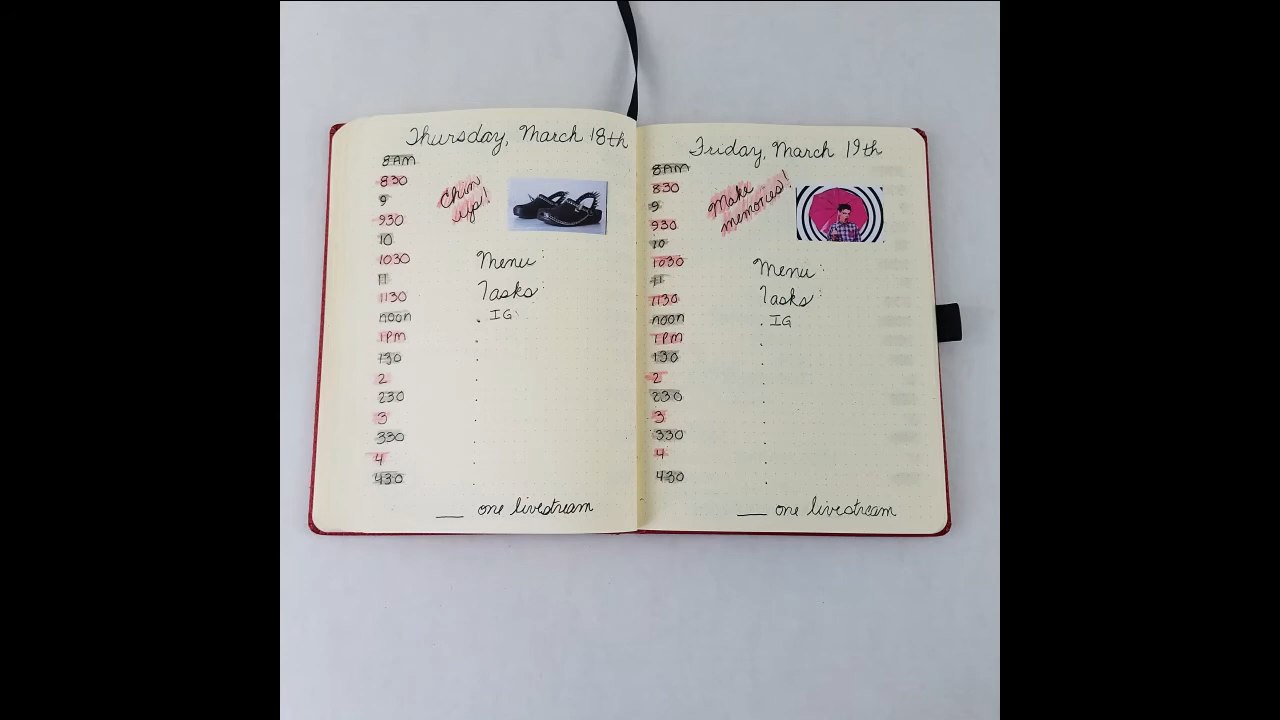 Thursday, March 18th
8AM
830
9
930
10
1030
11
1130
noon
1PM
130
2
230
3
330
4
430
Chin
up!
Menu:
Tasks:
. IG
___ one livestream
Friday, March 19th
8AM
830
9
930
10
1030
11
1130
noon
1PM
130
2
230
3
330
4
430
Make
memories!
Menu:
Tasks:
. IG
___ one livestream